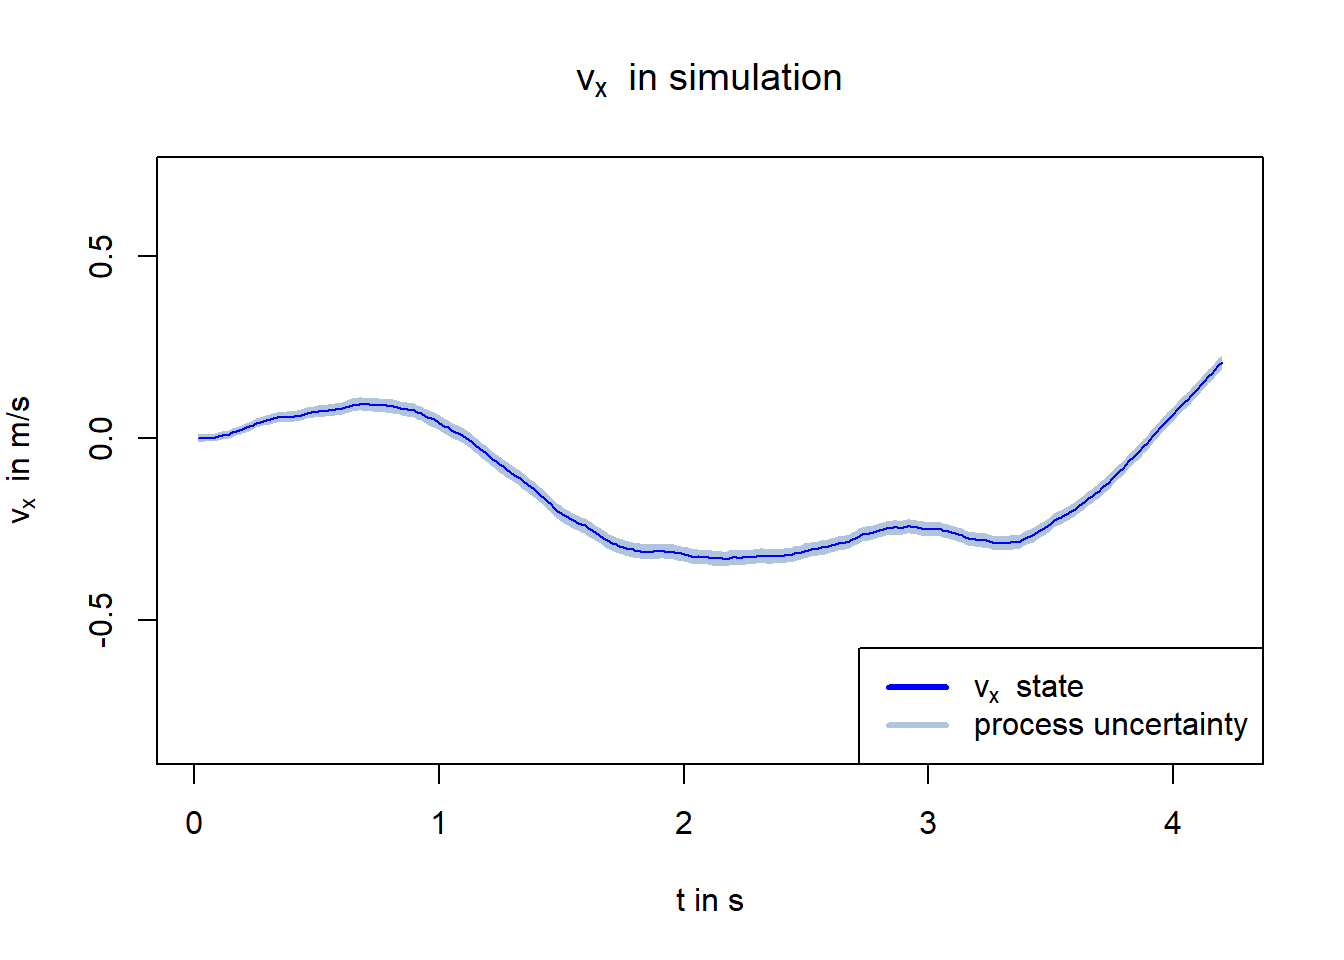 vₓ in simulation
0.5
0.0
-0.5
vₓ in m/s
vₓ state
process uncertainty
0 1 2 3 4
t in s